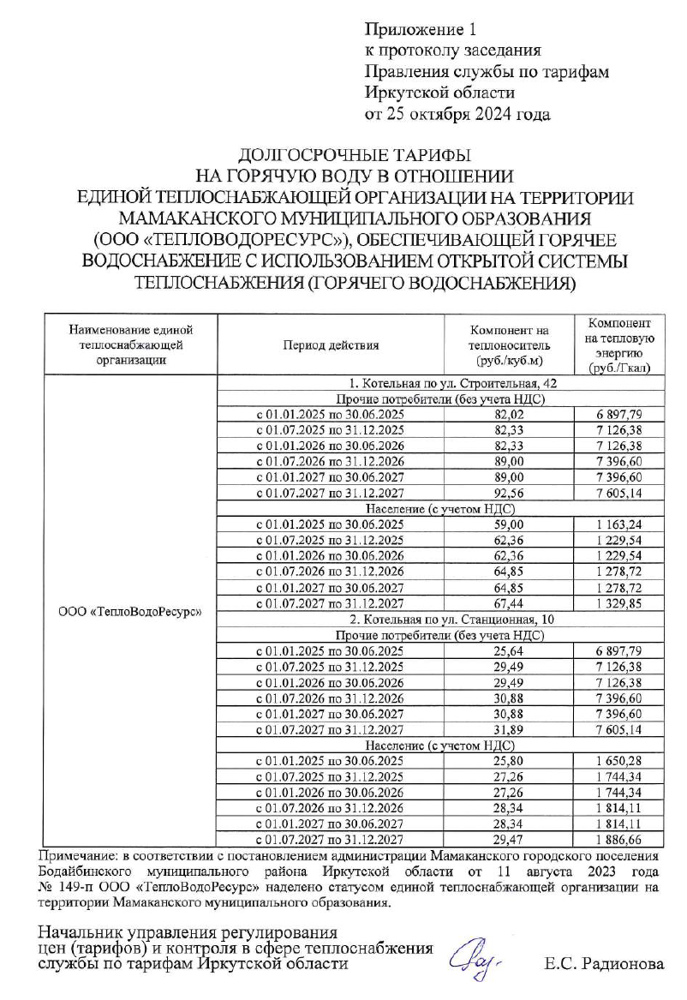 Приложение 1
к протоколу заседания
Правления службы по тарифам
Иркутской области
от 25 октября 2024 года
ДОЛГОСРОЧНЫЕ ТАРИФЫ
НА ГОРЯЧУЮ ВОДУ В ОТНОШЕНИИ
ЕДИНОЙ ТЕПЛОСНАБЖАЮЩЕЙ ОРГАНИЗАЦИИ НА ТЕРРИТОРИИ
МАМАКАНСКОГО МУНИЦИПАЛЬНОГО ОБРАЗОВАНИЯ
(ООО «ТЕПЛОВОДОРЕСУРС»), ОБЕСПЕЧИВАЮЩЕЙ ГОРЯЧЕЕ
ВОДОСНАБЖЕНИЕ С ИСПОЛЬЗОВАНИЕМ ОТКРЫТОЙ СИСТЕМЫ
ТЕПЛОСНАБЖЕНИЯ (ГОРЯЧЕГО ВОДОСНАБЖЕНИЯ)
Наименование единой
теплоснабжающей
организации
Период действия
Компонент на
теплоноситель
(руб./куб.м)
Компонент
на тепловую
энергию
(руб./Гкал)
ООО «ТеплоВодоРесурс»
1. Котельная по ул. Строительная, 42
Прочие потребители (без учета НДС)
с 01.01.2025 по 30.06.2025 82,02 6 897,79
с 01.07.2025 по 31.12.2025 82,33 7 126,38
с 01.01.2026 по 30.06.2026 82,33 7 126,38
с 01.07.2026 по 31.12.2026 89,00 7 396,60
с 01.01.2027 по 30.06.2027 89,00 7 396,60
с 01.07.2027 по 31.12.2027 92,56 7 605,14
Население (с учетом НДС)
с 01.01.2025 по 30.06.2025 59,00 1 163,24
с 01.07.2025 по 31.12.2025 62,36 1 229,54
с 01.01.2026 по 30.06.2026 62,36 1 229,54
с 01.07.2026 по 31.12.2026 64,85 1 278,72
с 01.01.2027 по 30.06.2027 64,85 1 278,72
с 01.07.2027 по 31.12.2027 67,44 1 329,85
2. Котельная по ул. Станционная, 10
Прочие потребители (без учета НДС)
с 01.01.2025 по 30.06.2025 25,64 6 897,79
с 01.07.2025 по 31.12.2025 29,49 7 126,38
с 01.01.2026 по 30.06.2026 29,49 7 126,38
с 01.07.2026 по 31.12.2026 30,88 7 396,60
с 01.01.2027 по 30.06.2027 30,88 7 396,60
с 01.07.2027 по 31.12.2027 31,89 7 605,14
Население (с учетом НДС)
с 01.01.2025 по 30.06.2025 25,80 1 650,28
с 01.07.2025 по 31.12.2025 27,26 1 744,34
с 01.01.2026 по 30.06.2026 27,26 1 744,34
с 01.07.2026 по 31.12.2026 28,34 1 814,11
с 01.01.2027 по 30.06.2027 28,34 1 814,11
с 01.07.2027 по 31.12.2027 29,47 1 886,66
Примечание: в соответствии с постановлением администрации Мамаканского городского поселения
Бодайбинского муниципального района Иркутской области от 11 августа 2023 года
№ 149-п ООО «ТеплоВодоРесурс» наделено статусом единой теплоснабжающей организации на
территории Мамаканского муниципального образования.
Начальник управления регулирования
цен (тарифов) и контроля в сфере теплоснабжения
службы по тарифам Иркутской области Е.С. Радионова